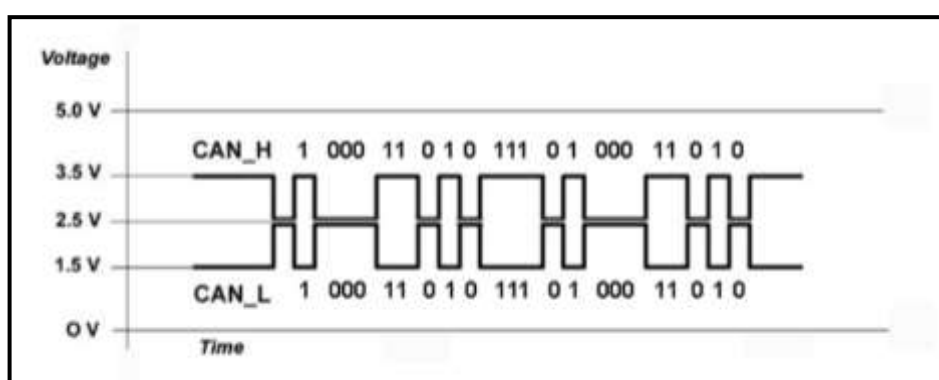 Voltage
5.0 V
CAN_H 1 000 11 0 1 0 111 0 1 000 11 0 1 0
3.5 V
2.5 V
1.5 V
CAN_L 1 000 11 0 1 0 111 0 1 000 11 0 1 0
O V
Time